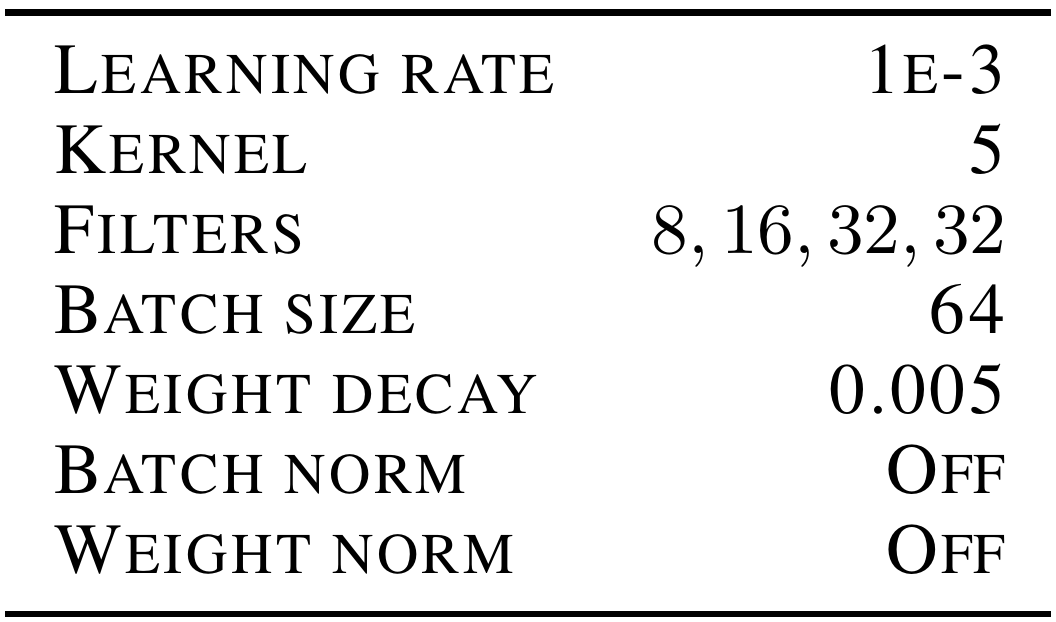 Learning rate 1e-3
Kernel 5
Filters 8, 16, 32, 32
Batch size 64
Weight decay 0.005
Batch norm Off
Weight norm Off